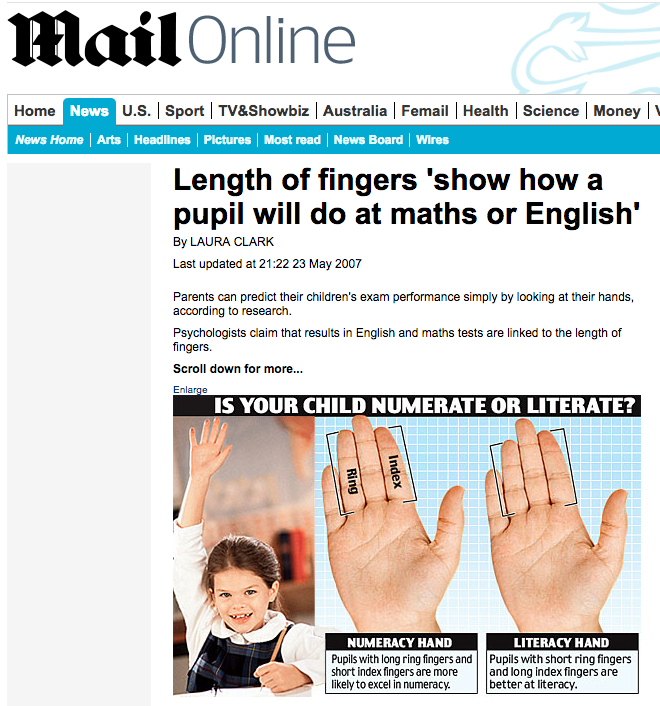 Mail Online
Home News U.S. Sport TV&Showbiz Australia Femail Health Science Money
News Home Arts Headlines Pictures Most read News Board Wires
Length of fingers 'show how a
pupil will do at maths or English'
By LAURA CLARK
Last updated at 21:22 23 May 2007
Parents can predict their children's exam performance simply by looking at their hands,
according to research.
Psychologists claim that results in English and maths tests are linked to the length of
fingers.
Scroll down for more...
Enlarge
IS YOUR CHILD NUMERATE OR LITERATE?
Ring
Index
NUMERACY HAND
Pupils with long ring fingers and
short index fingers are more
likely to excel in numeracy.
LITERACY HAND
Pupils with short ring fingers
and long index fingers are
better at literacy.